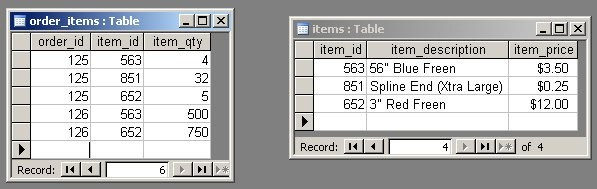 order_items : Table
order_id item_id item_qty
125 563 4
125 851 32
125 652 5
126 563 500
126 652 750
Record: 6
items : Table
item_id item_description item_price
563 56" Blue Freen $3.50
851 Spline End (Xtra Large) $0.25
652 3" Red Freen $12.00
Record: 4 of 4